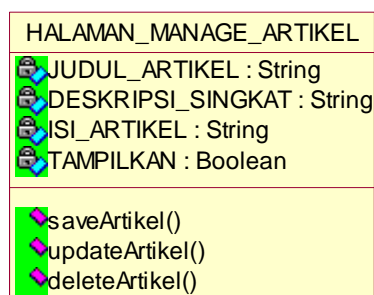 HALAMAN_MANAGE_ARTIKEL
JUDUL_ARTIKEL : String
DESKRIPSI_SINGKAT : String
ISI_ARTIKEL : String
TAMPILKAN : Boolean
saveArtikel()
updateArtikel()
deleteArtikel()